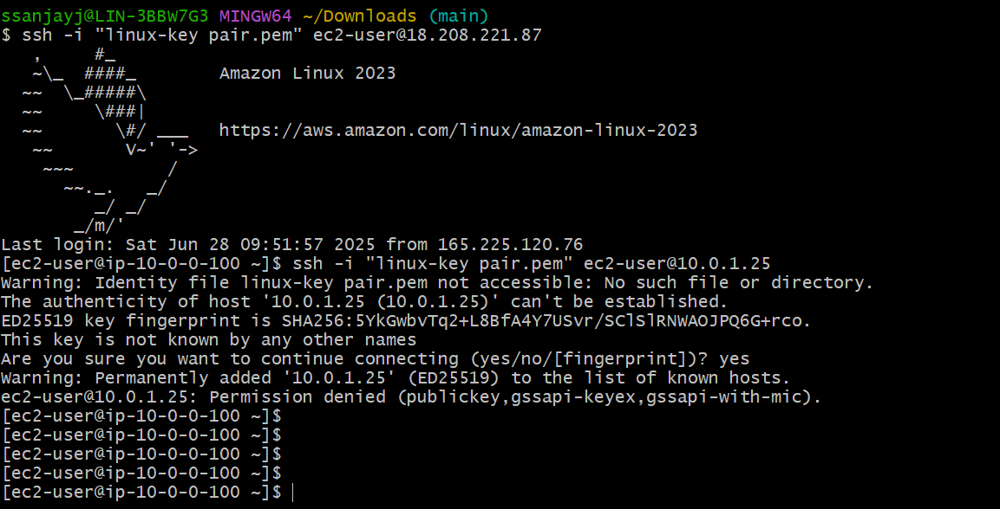 ssanjayj@LIN-3BBW7G3 MINGW64 ~/Downloads (main)
$ ssh -i "linux-key pair.pem" ec2-user@18.208.221.87
   ,     #_
   ~\_  ####_        Amazon Linux 2023
  ~~  \_#####\
  ~~     \###|
  ~~       \#/ ___   https://aws.amazon.com/linux/amazon-linux-2023
   ~~       V~' '->
    ~~~         /
      ~~._.   _/
         _/ _/
       _/m/'
Last login: Sat Jun 28 09:51:57 2025 from 165.225.120.76
[ec2-user@ip-10-0-0-100 ~]$ ssh -i "linux-key pair.pem" ec2-user@10.0.1.25
Warning: Identity file linux-key pair.pem not accessible: No such file or directory.
The authenticity of host '10.0.1.25 (10.0.1.25)' can't be established.
ED25519 key fingerprint is SHA256:5YkGwbvTq2+L8BfA4Y7USvr/SClSlRNWAOJPQ6G+rco.
This key is not known by any other names
Are you sure you want to continue connecting (yes/no/[fingerprint])? yes
Warning: Permanently added '10.0.1.25' (ED25519) to the list of known hosts.
ec2-user@10.0.1.25: Permission denied (publickey,gssapi-keyex,gssapi-with-mic).
[ec2-user@ip-10-0-0-100 ~]$
[ec2-user@ip-10-0-0-100 ~]$
[ec2-user@ip-10-0-0-100 ~]$
[ec2-user@ip-10-0-0-100 ~]$
[ec2-user@ip-10-0-0-100 ~]$